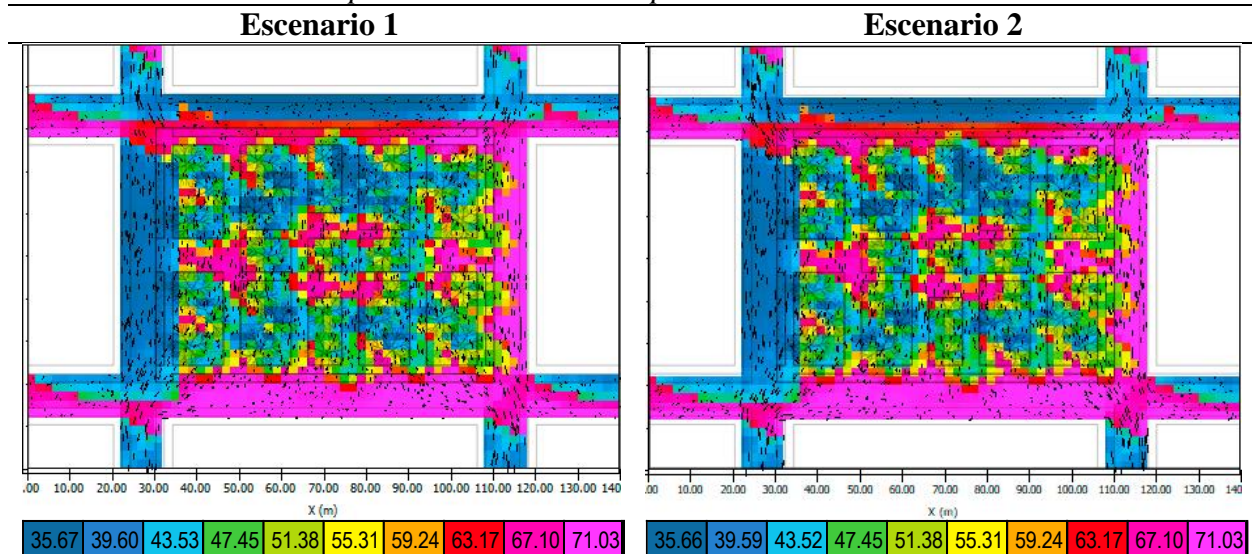 Escenario 1 Escenario 2
.00 10.00 20.00 30.00 40.00 50.00 60.00 70.00 80.00 90.00 100.00 110.00 120.00 130.00 140
.00 10.00 20.00 30.00 40.00 50.00 60.00 70.00 80.00 90.00 100.00 110.00 120.00 130.00 140
X (m) X (m)
35.67 39.60 43.53 47.45 51.38 55.31 59.24 63.17 67.10 71.03
35.66 39.59 43.52 47.45 51.38 55.31 59.24 63.17 67.10 71.03